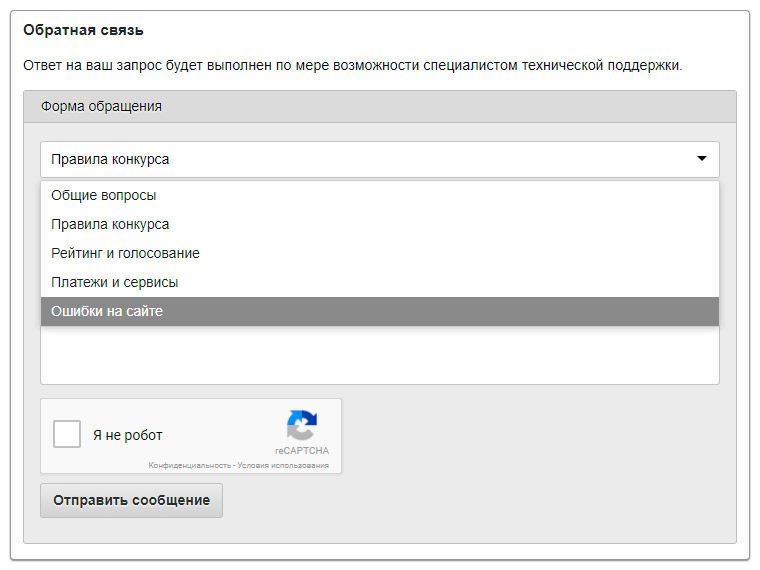 Обратная связь
Ответ на ваш запрос будет выполнен по мере возможности специалистом технической поддержки.
Форма обращения
Правила конкурса
Общие вопросы
Правила конкурса
Рейтинг и голосование
Платежи и сервисы
Ошибки на сайте
Я не робот
reCAPTCHA
Конфиденциальность - Условия использования
Отправить сообщение